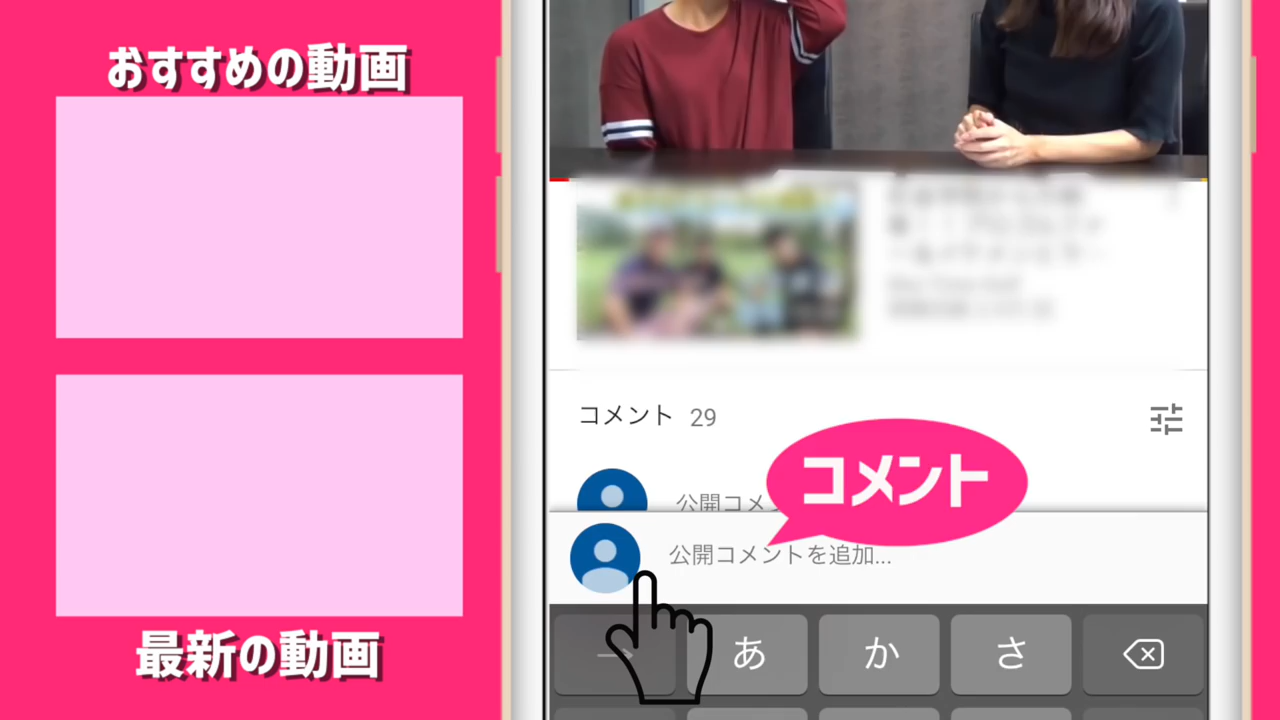 おすすめの動画
最新の動画
コメント 29
コメント
公開コメ
公開コメントを追加...
あ
か
さ